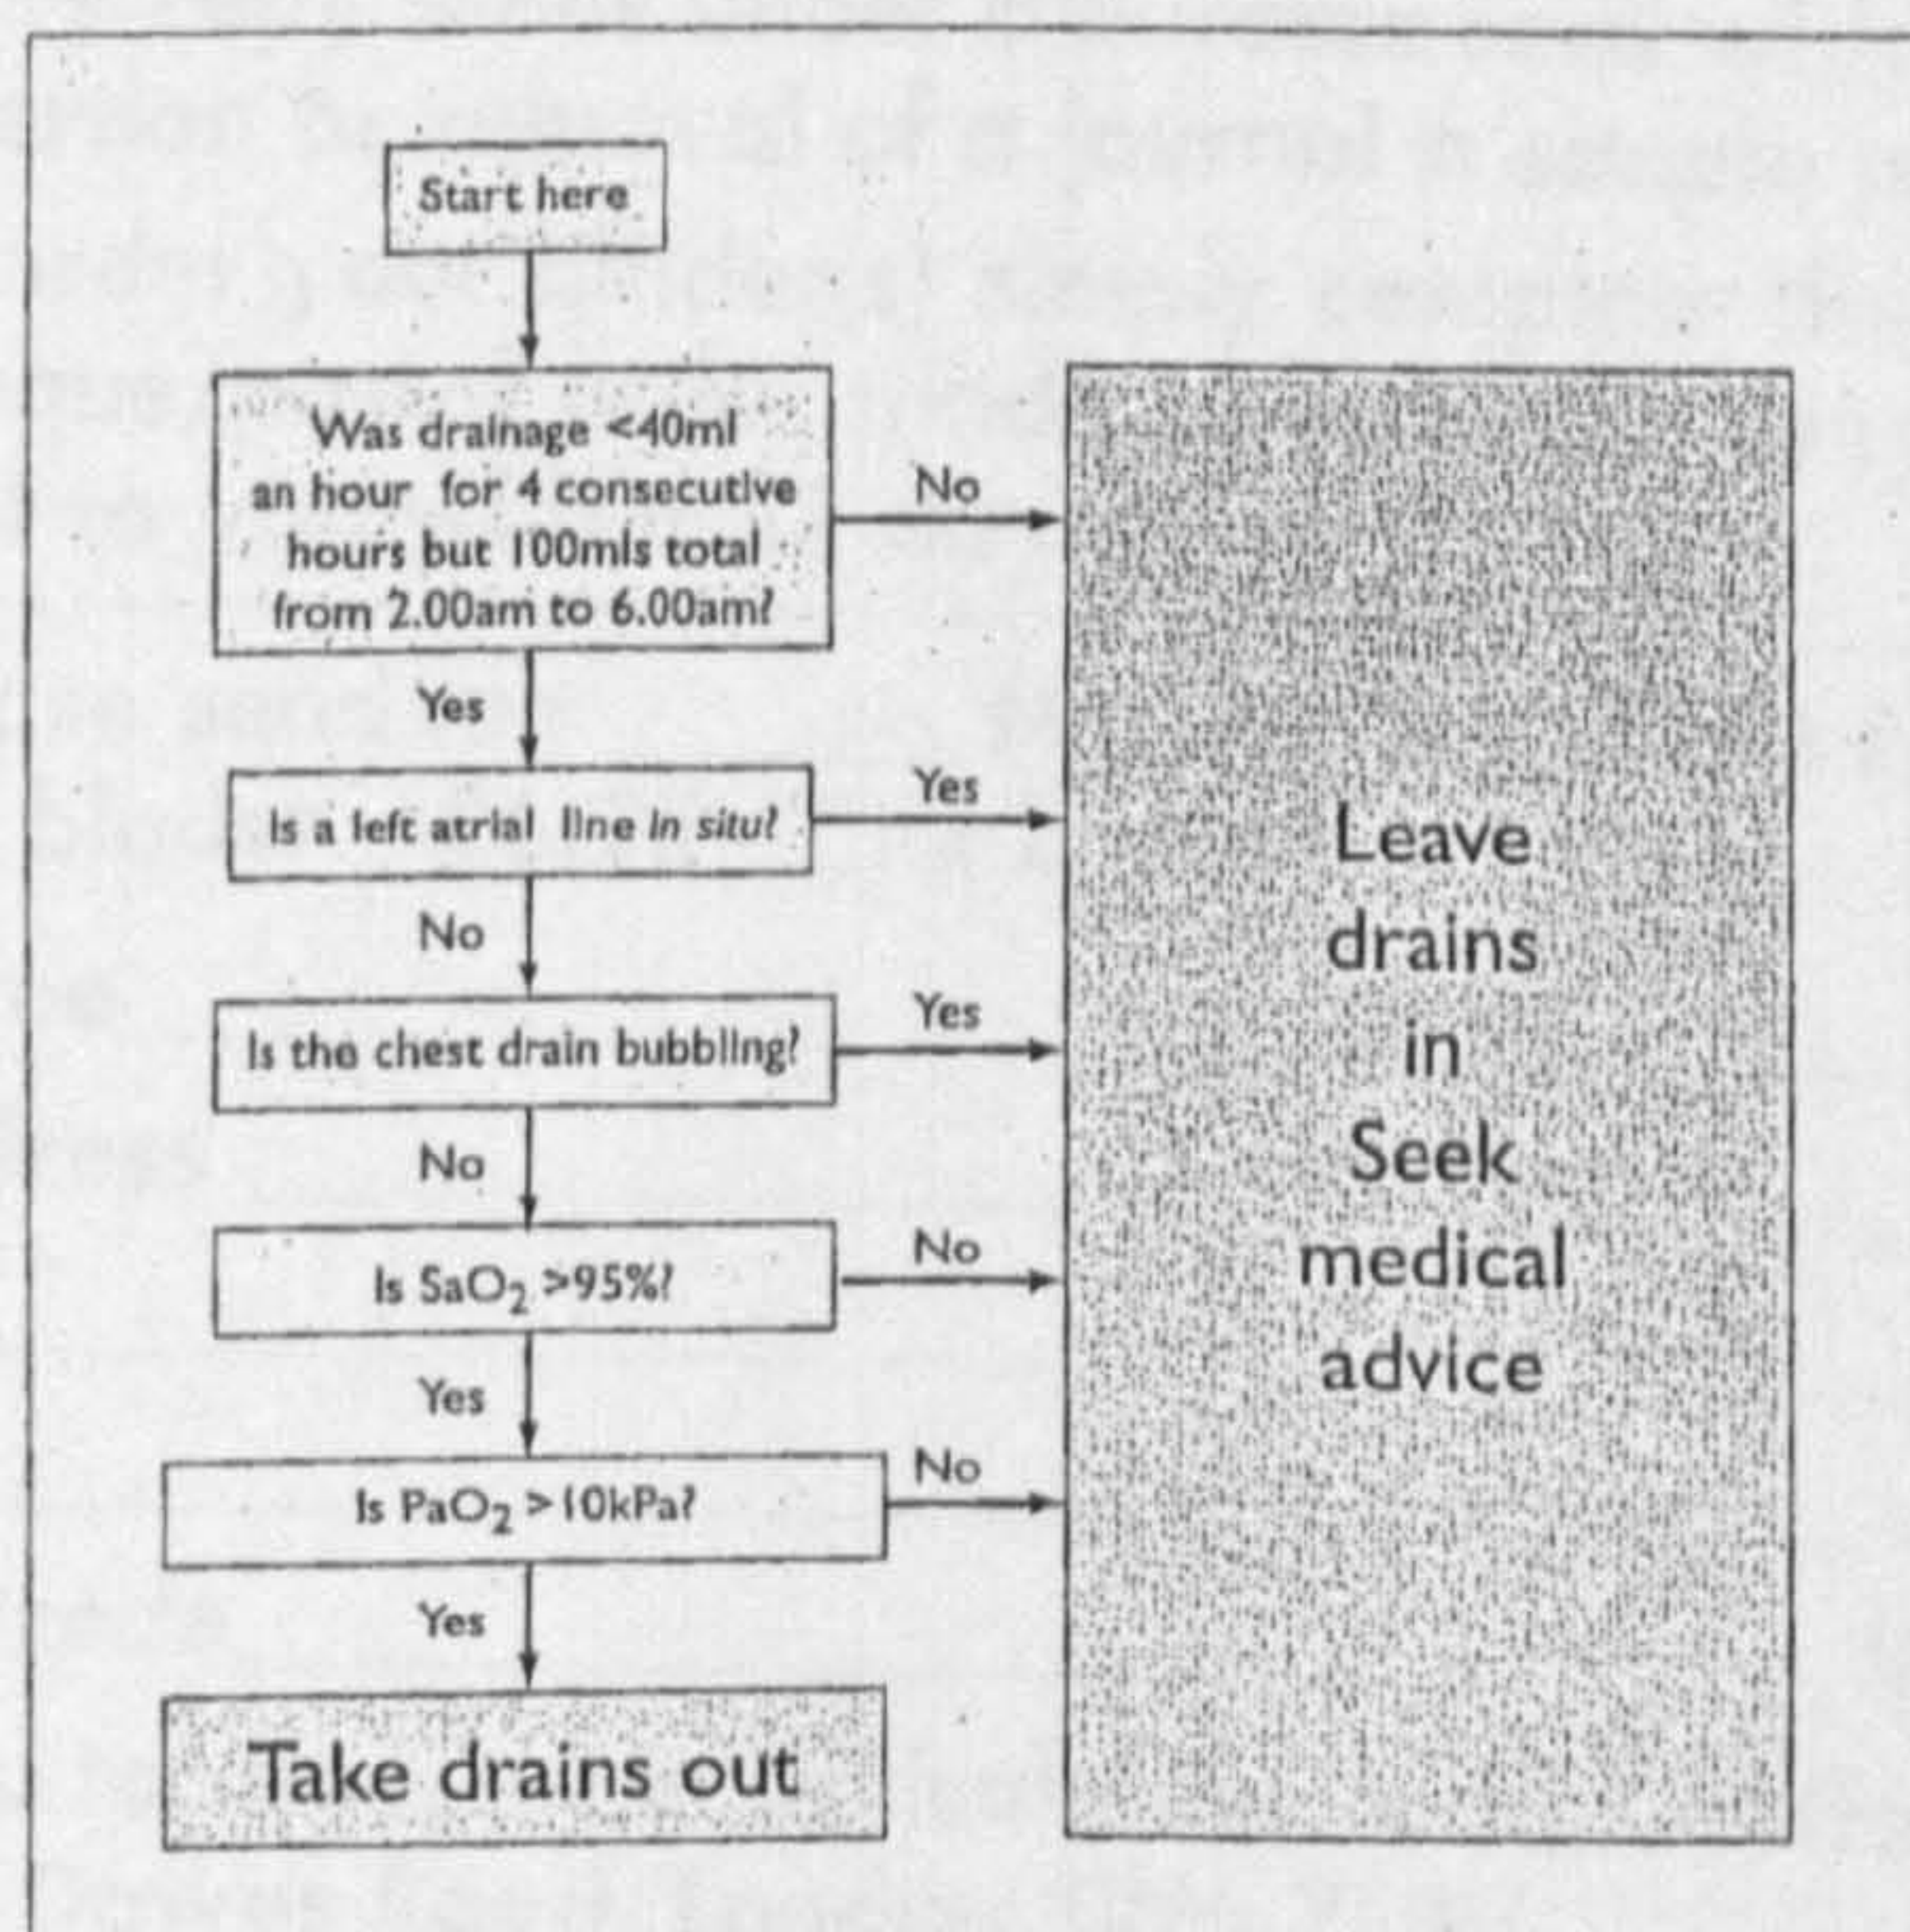 Start here
Was drainage <40ml
an hour for 4 consecutive
hours but 100mls total
from 2.00am to 6.00am?
No
Yes
Is a left atrial line in situ?
Yes
No
Is the chest drain bubbling?
Yes
No
Is SaO₂ >95%?
No
Yes
Is PaO₂ >10kPa?
No
Yes
Take drains out
Leave
drains
in
Seek
medical
advice